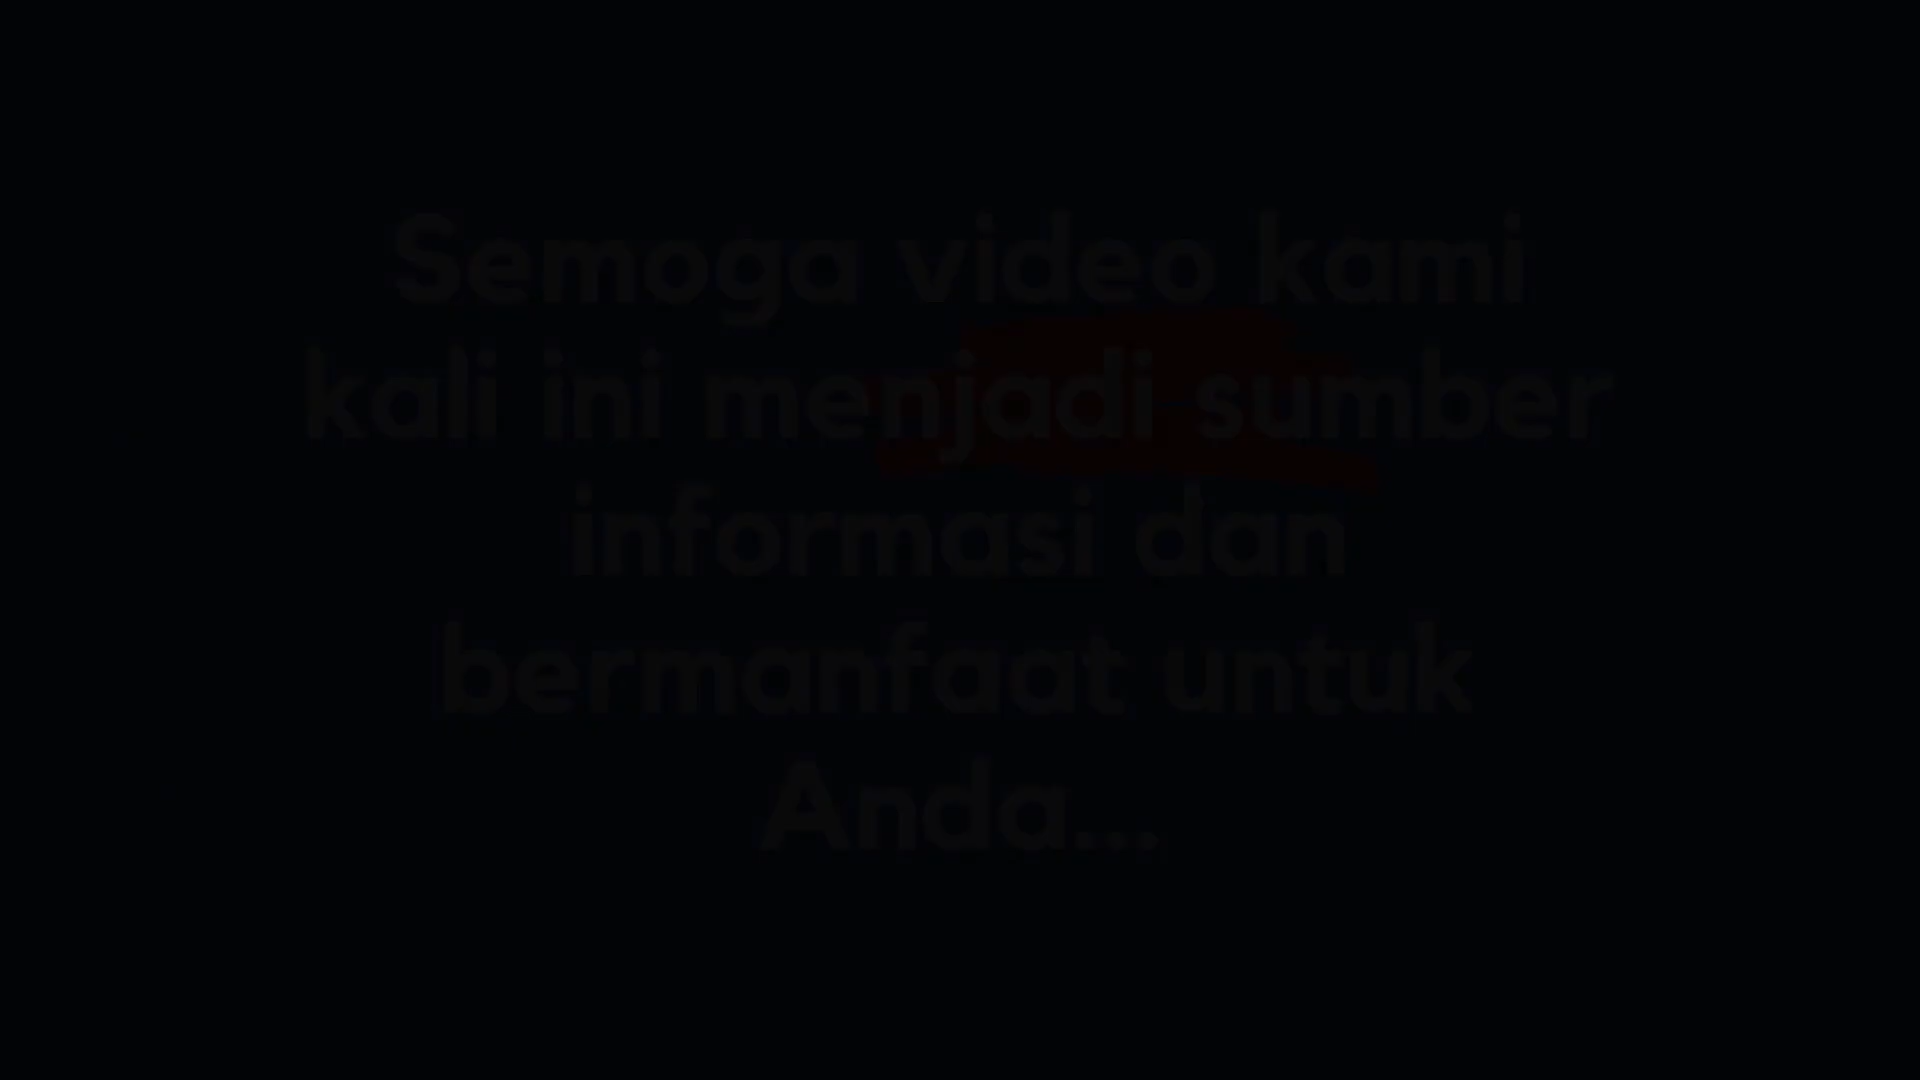 Semoga video kami
kali ini menjadi sumber
informasi dan
bermanfaat untuk
Anda...